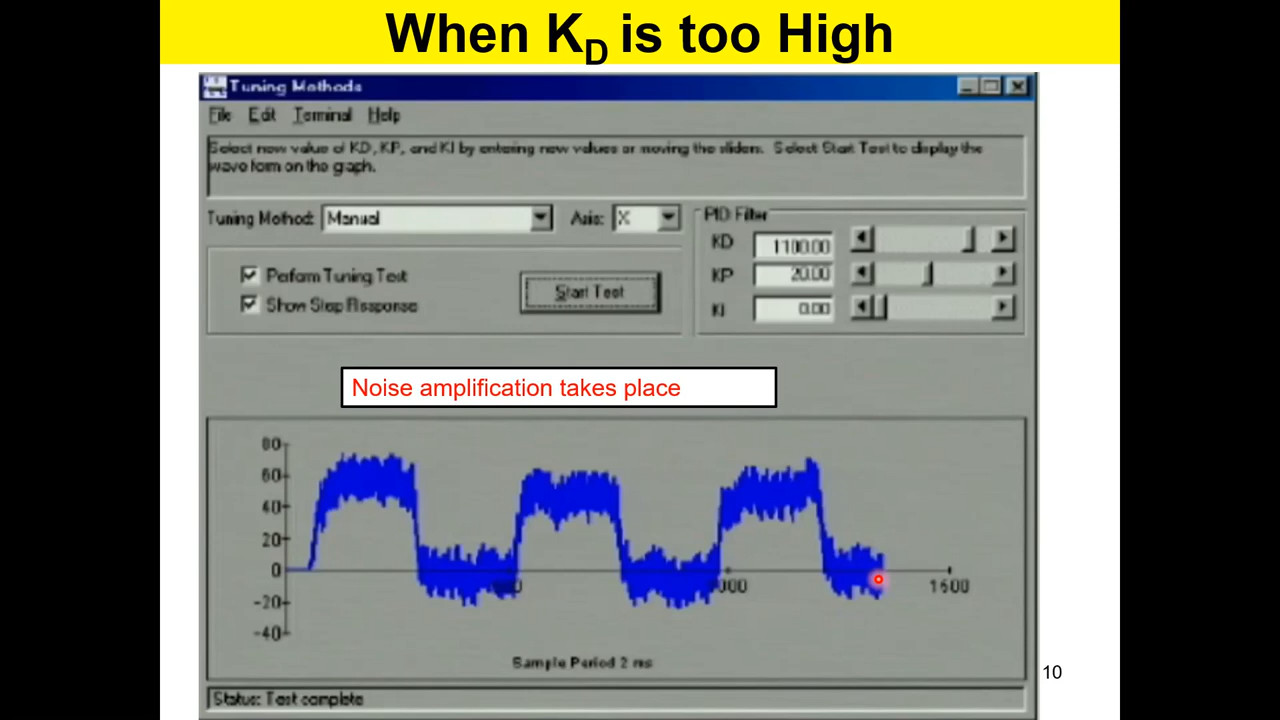 When KD is too High
Tuning Methods
File Edit Terminal Help
Select new value of KD, KP, and KI by entering new values or moving the sliders. Select Start Test to display the
wave form on the graph.
Tuning Method: Manual Axis: X
PID Filter
KD 1100.00
KP 20.00
KI 0.00
Perform Tuning Test
Show Step Response
Start Test
Noise amplification takes place
80
60
40
20
0
-20
-40
1600
Sample Period 2 ms
10
Status: Test complete